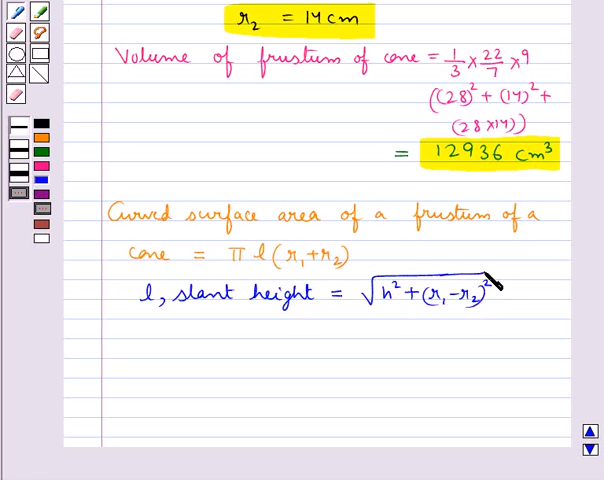 r₂ = 14 cm
Volume of frustum of cone = 1/3 × 22/7 × 9
((28)² + (14)² +
(28 × 14))
= 12936 cm³
Curved surface area of a frustum of a
cone = π l (r₁ + r₂)
l, slant height = √(h² + (r₁ - r₂)²)